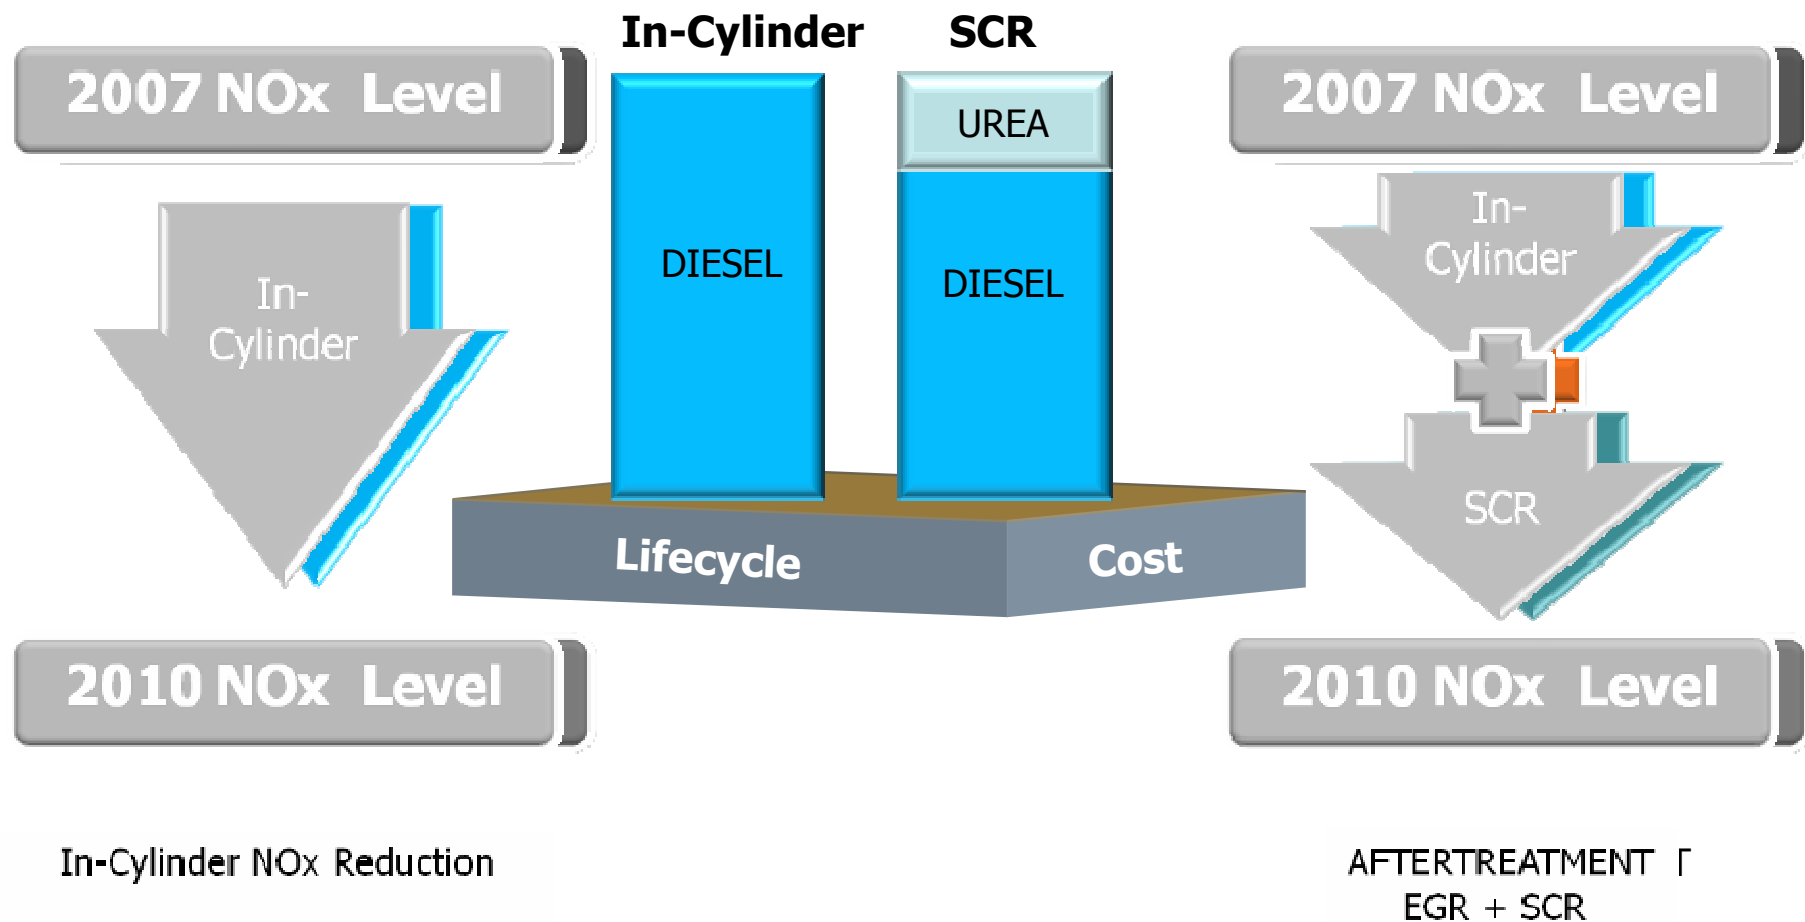 In-Cylinder
SCR
2007 NOx Level
2007 NOx Level
UREA
DIESEL
DIESEL
In-
Cylinder
In-
Cylinder
SCR
Lifecycle
Cost
2010 NOx Level
2010 NOx Level
In-Cylinder NOx Reduction
AFTERTREATMENT
EGR + SCR